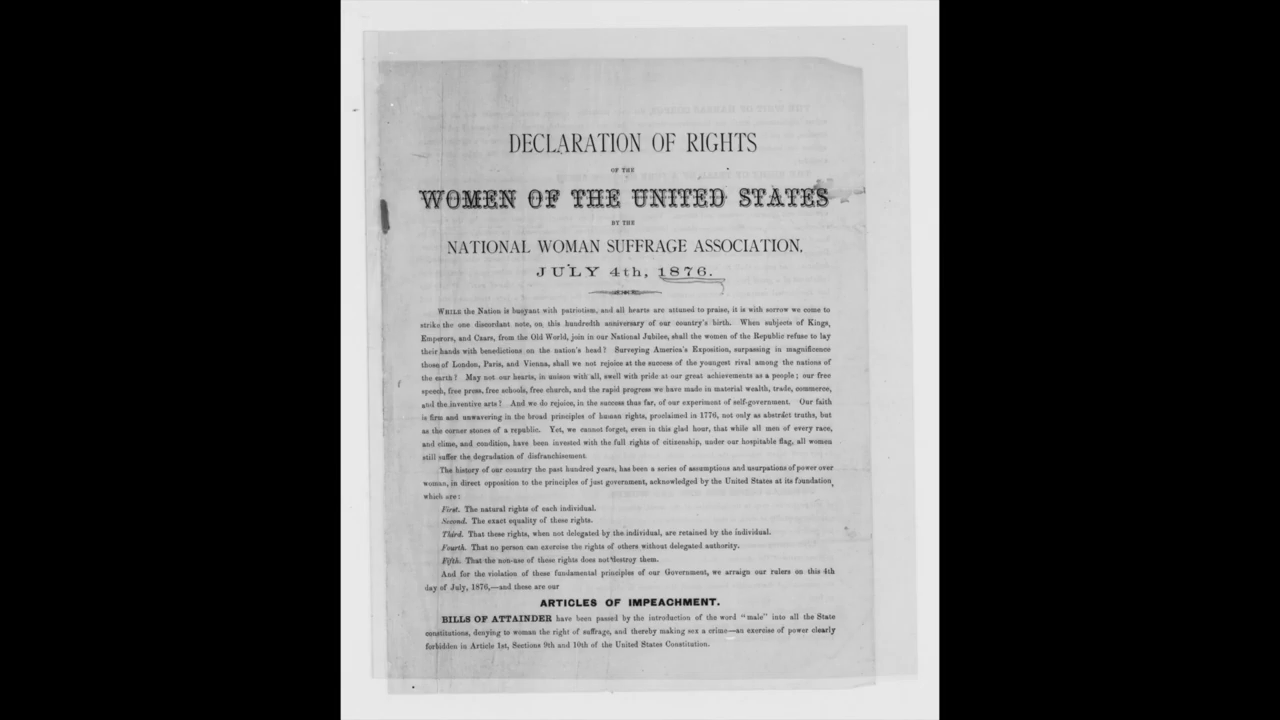 DECLARATION OF RIGHTS
OF THE
WOMEN OF THE UNITED STATES
BY THE
NATIONAL WOMAN SUFFRAGE ASSOCIATION,
JULY 4th, 1876.
WHILE the Nation is buoyant with patriotism, and all hearts are attuned to praise, it is with sorrow we come to
strike the one discordant note, on this hundredth anniversary of our country's birth. When subjects of Kings,
Emperors, and Czars, from the Old World, join in our National Jubilee, shall the women of the Republic refuse to lay
their hands with benedictions on the nation's head? Surveying America's Exposition, surpassing in magnificence
those of London, Paris, and Vienna, shall we not rejoice at the success of the youngest rival among the nations of
the earth? May not our hearts, in unison with all, swell with pride at our great achievements as a people; our free
speech, free press, free schools, free church, and the rapid progress we have made in material wealth, trade, commerce,
and the inventive arts? And we do rejoice, in the success thus far, of our experiment of self-government. Our faith
is firm and unwavering in the broad principles of human rights, proclaimed in 1776, not only as abstract truths, but
as the corner stones of a republic. Yet, we cannot forget, even in this glad hour, that while all men of every race,
and clime, and condition, have been invested with the full rights of citizenship, under our hospitable flag, all women
still suffer the degradation of disfranchisement.
The history of our country the past hundred years, has been a series of assumptions and usurpations of power over
woman, in direct opposition to the principles of just government, acknowledged by the United States at its foundation,
which are:
First. The natural rights of each individual.
Second. The exact equality of these rights.
Third. That these rights, when not delegated by the individual, are retained by the individual.
Fourth. That no person can exercise the rights of others without delegated authority.
Fifth. That the non-use of these rights does not destroy them.
And for the violation of these fundamental principles of our Government, we arraign our rulers on this 4th
day of July, 1876,—and these are our
ARTICLES OF IMPEACHMENT.
BILLS OF ATTAINDER have been passed by the introduction of the word "male" into all the State
constitutions, denying to woman the right of suffrage, and thereby making sex a crime—an exercise of power clearly
forbidden in Article 1st, Sections 9th and 10th of the United States Constitution.